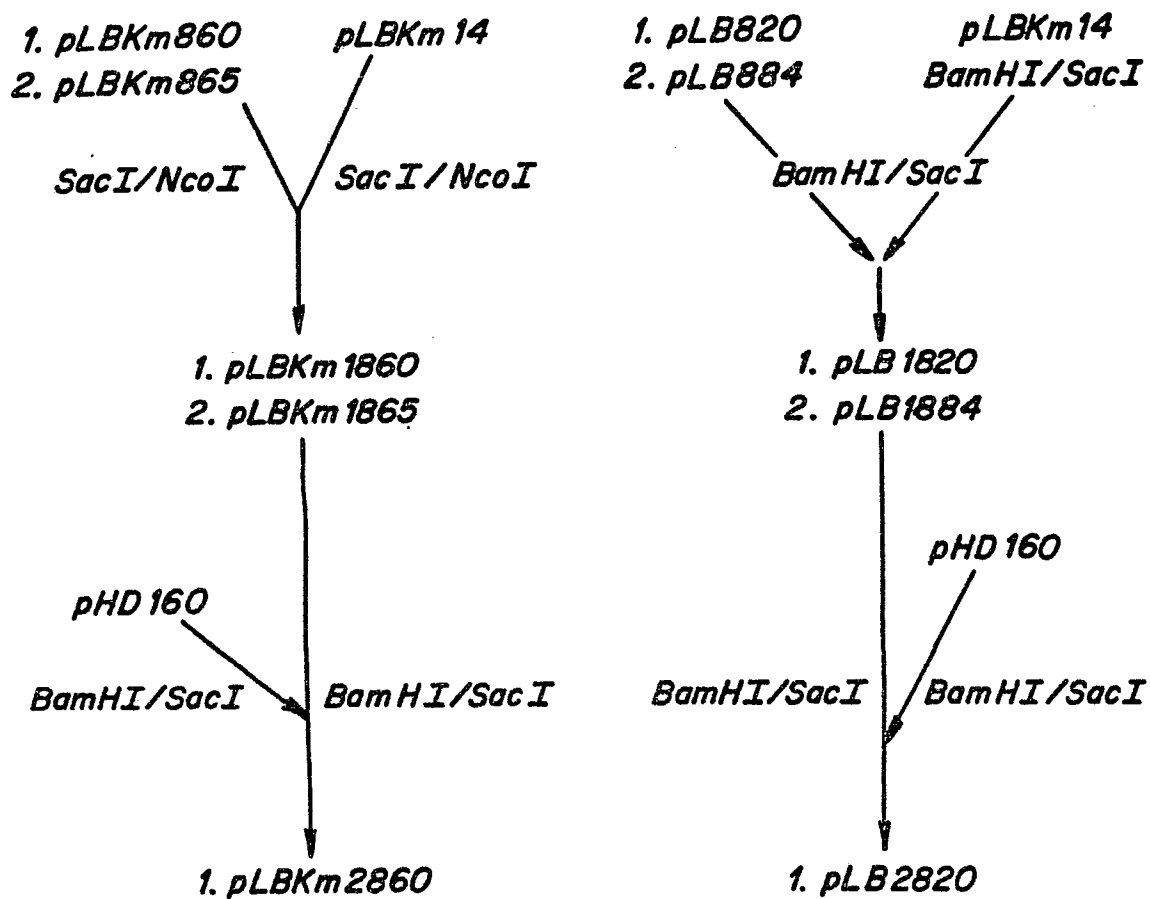 1. pLBKm860
2. pLBKm865
pLBKm14
SacI/NcoI
SacI/NcoI
1. pLBKm1860
2. pLBKm1865
pHD160
BamHI/SacI
BamHI/SacI
1. pLBKm2860
1. pLB820
2. pLB884
pLBKm14
BamHI/SacI
BamHI/SacI
1. pLB1820
2. pLB1884
pHD160
BamHI/SacI
BamHI/SacI
1. pLB2820